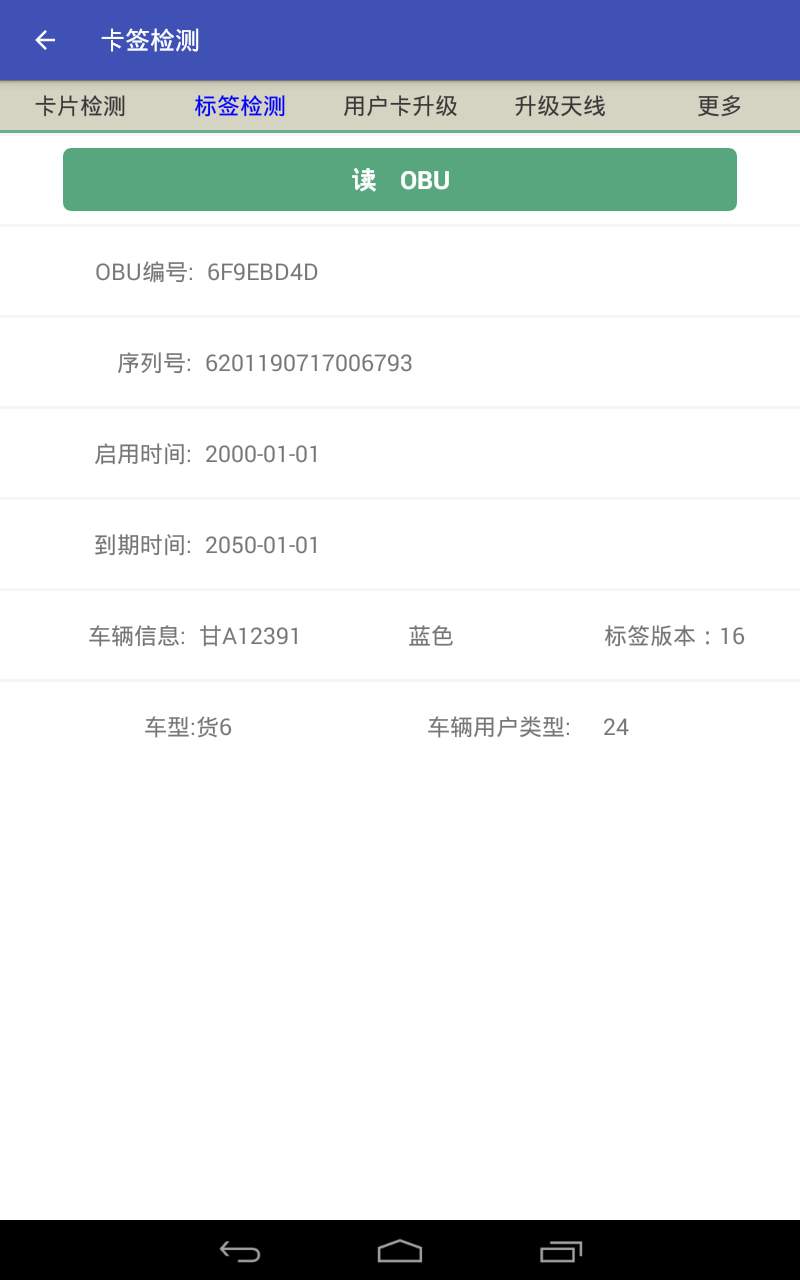 卡签检测
卡片检测 标签检测 用户卡升级 升级天线 更多
读 OBU
OBU编号: 6F9EBD4D
序列号: 6201190717006793
启用时间: 2000-01-01
到期时间: 2050-01-01
车辆信息: 甘A12391 蓝色 标签版本：16
车型:货6 车辆用户类型: 24